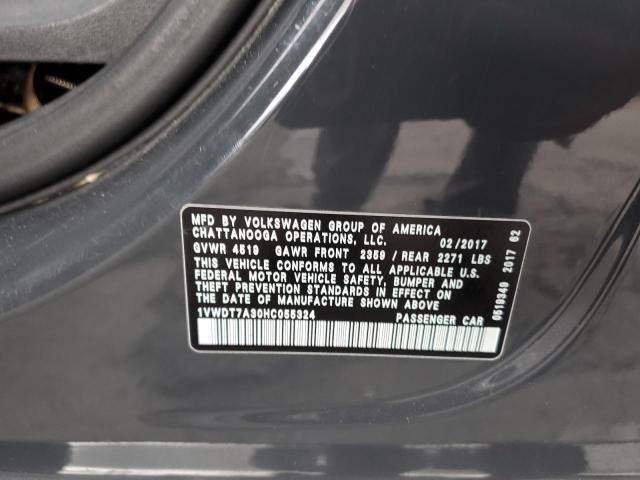 MFD BY VOLKSWAGEN GROUP OF AMERICA
CHATTANOOGA OPERATIONS, LLC. 02/2017
GVWR 4519 GAWR FRONT 2359 / REAR 2271 LBS
THIS VEHICLE CONFORMS TO ALL APPLICABLE U.S.
FEDERAL MOTOR VEHICLE SAFETY, BUMPER, AND
THEFT PREVENTION STANDARDS IN EFFECT ON
THE DATE OF MANUFACTURE SHOWN ABOVE
1VWDT7A30HC055324 PASSENGER CAR
0519349 2017 62